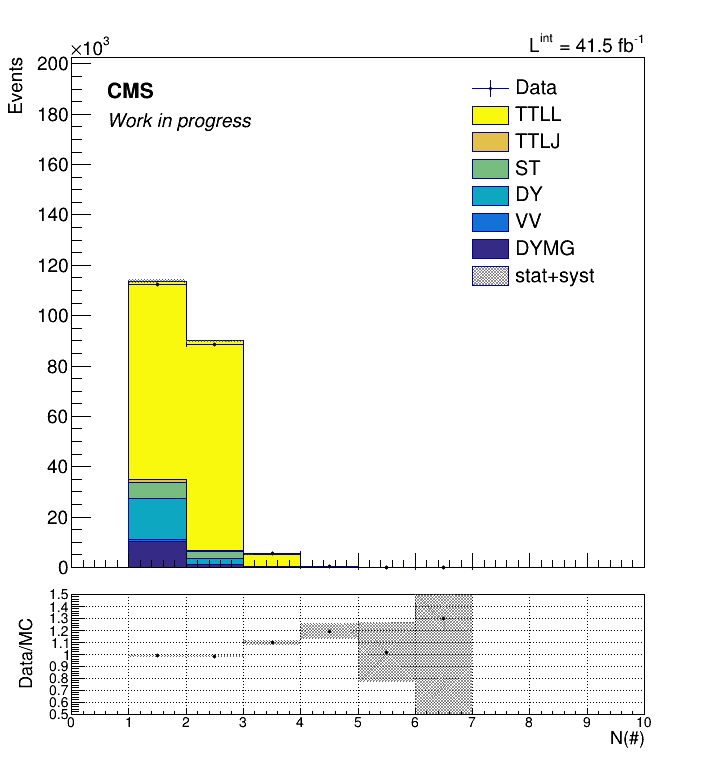 ×10³
L^int = 41.5 fb⁻¹
Events
200
180
160
140
120
100
80
60
40
20
0
CMS
Work in progress
Data
TTLL
TTLJ
ST
DY
VV
DYMG
stat+syst
Data/MC
1.5
1.4
1.3
1.2
1.1
1
0.9
0.8
0.7
0.6
0.5
0 1 2 3 4 5 6 7 8 9 10
N(#)